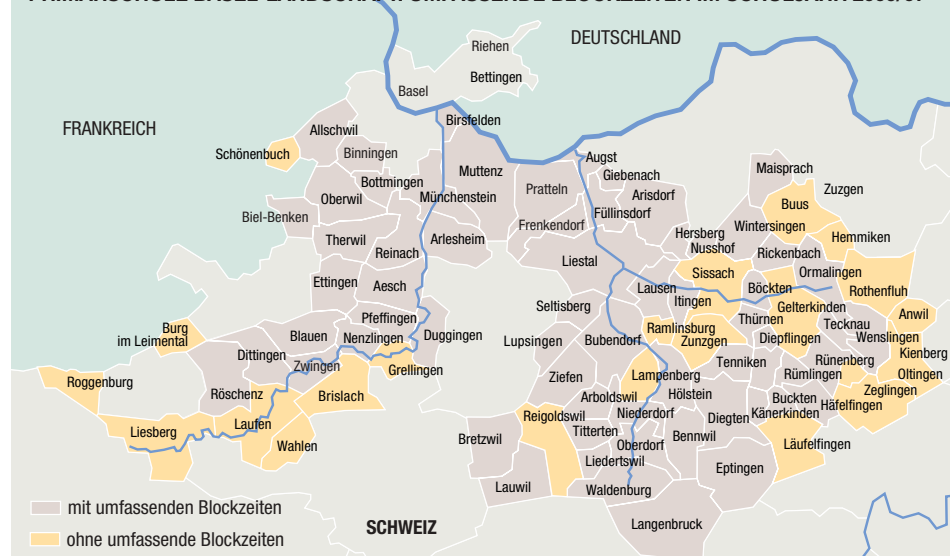 DEUTSCHLAND
Riehen
Bettingen
Basel
FRANKREICH
Birsfelden
Allschwil
Schönenbuch
Binningen
Muttenz
Augst
Giebenach
Maisprach
Bottmingen
Pratteln
Arisdorf
Zuzgen
Oberwil
Münchenstein
Füllinsdorf
Buus
Biel-Benken
Frenkendorf
Wintersingen
Therwil
Arlesheim
Hersberg
Nusshof
Hemmiken
Reinach
Liestal
Rickenbach
Sissach
Ormalingen
Ettingen
Aesch
Lausen
Itingen
Böckten
Rothenfluh
Seltisberg
Gelterkinden
Pfeffingen
Thürnen
Anwil
Burg
im Leimental
Blauen
Nenzlingen
Duggingen
Ramlinsburg
Zunzgen
Tecknau
Wenslingen
Lupsingen
Bubendorf
Diepflingen
Dittingen
Zwingen
Grellingen
Tenniken
Rünenberg
Kienberg
Roggenburg
Ziefen
Lampenberg
Rümlingen
Oltingen
Röschenz
Brislach
Arboldswil
Hölstein
Buckten
Zeglingen
Häfelfingen
Reigoldswil
Niederdorf
Diegten
Känerkinden
Liesberg
Laufen
Titterten
Bennwil
Wahlen
Bretzwil
Oberdorf
Läufelfingen
Liedertswil
Eptingen
Lauwil
Waldenburg
Langenbruck
SCHWEIZ
mit umfassenden Blockzeiten
ohne umfassende Blockzeiten